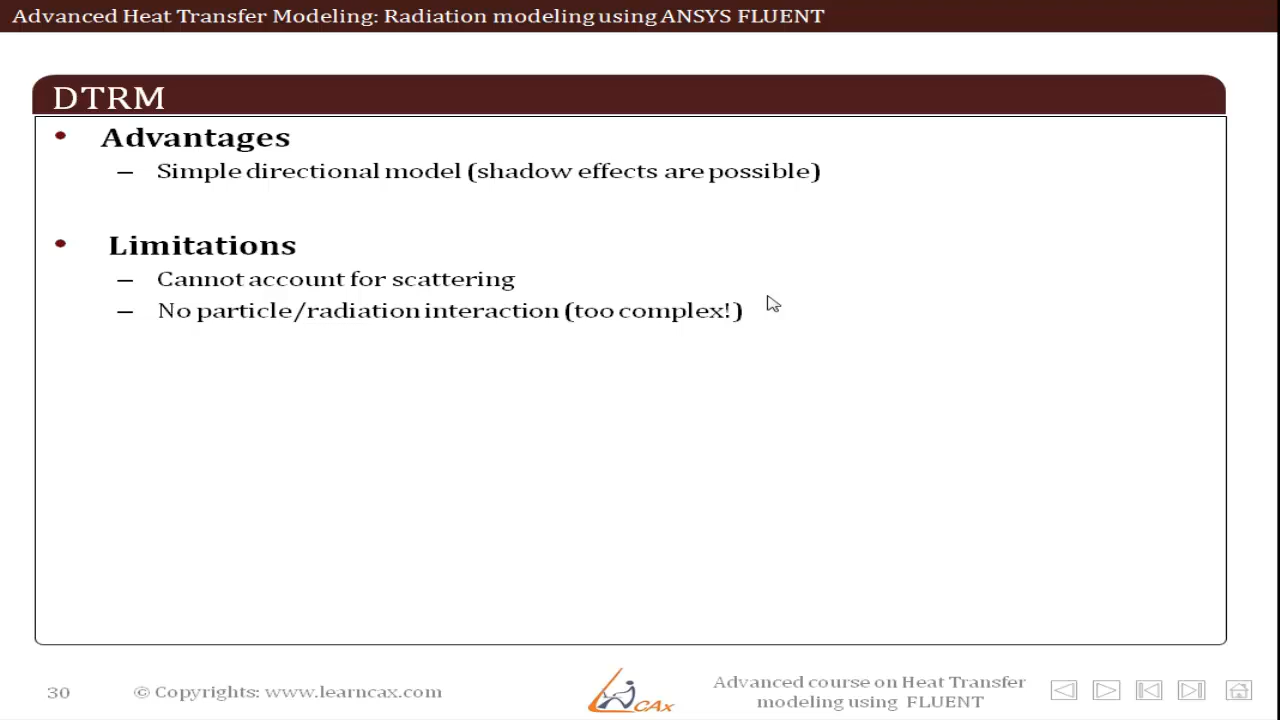 Advanced Heat Transfer Modeling: Radiation modeling using ANSYS FLUENT
DTRM
• Advantages
– Simple directional model (shadow effects are possible)
• Limitations
– Cannot account for scattering
– No particle/radiation interaction (too complex!)
30
© Copyrights: www.learncax.com
CAx
Advanced course on Heat Transfer
modeling using FLUENT